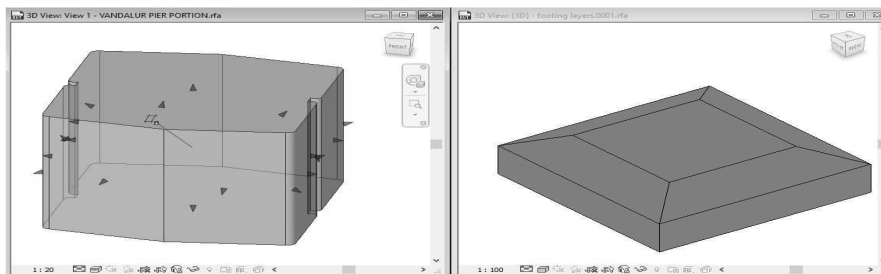 3D View: View 1 - VANDALUR PIER PORTION.rfa
FRONT
1 : 20
3D View: {3D} - footing layers.0001.rfa
RIGHT
1 : 100